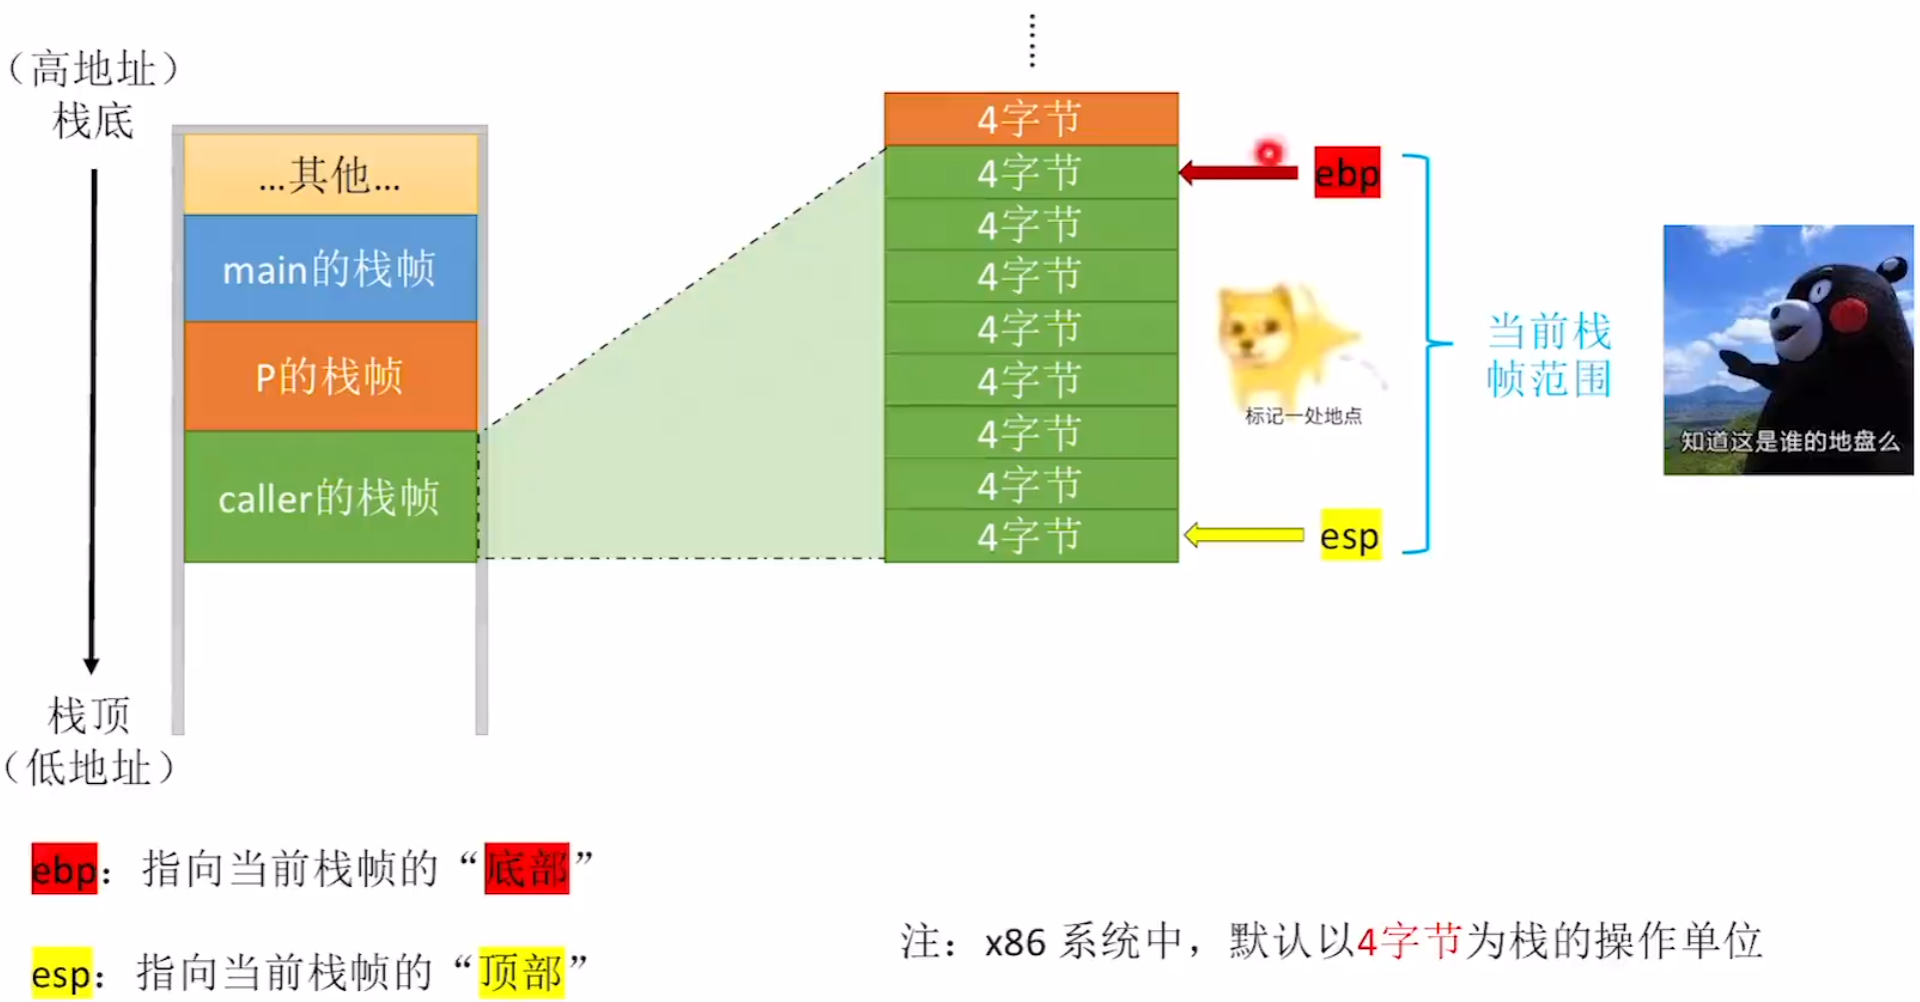 （高地址）
栈底
...其他...
main的栈帧
P的栈帧
caller的栈帧
栈顶
（低地址）
4字节
4字节
4字节
4字节
4字节
4字节
4字节
4字节
4字节
ebp
esp
标记一处地点
当前栈
帧范围
知道这是谁的地盘么
ebp：指向当前栈帧的“底部”
esp：指向当前栈帧的“顶部”
注：x86 系统中，默认以4字节为栈的操作单位